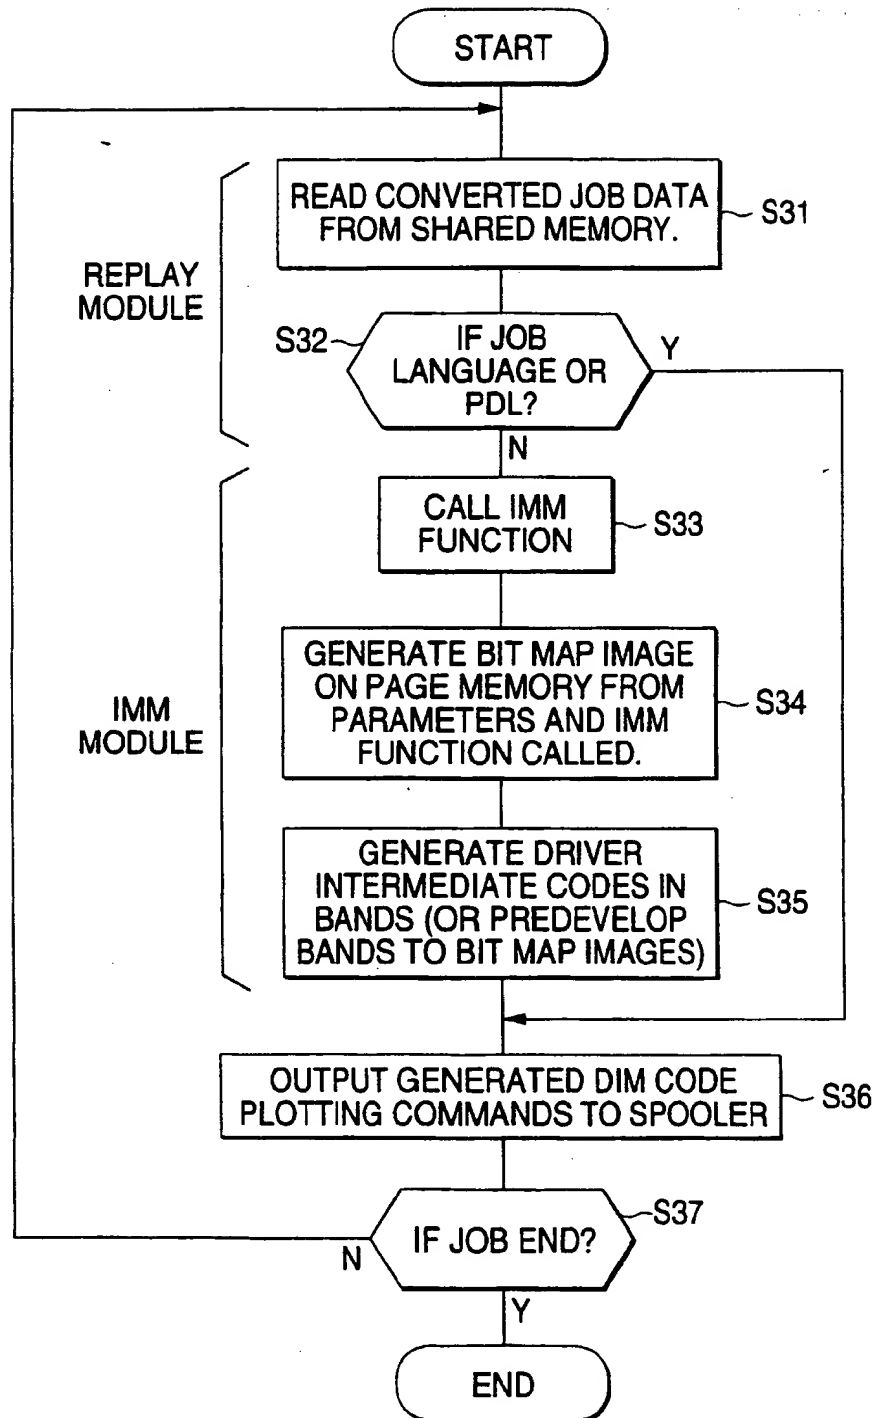 START
READ CONVERTED JOB DATA
FROM SHARED MEMORY.
S31
REPLAY
MODULE
S32
IF JOB
LANGUAGE OR
PDL?
Y
N
CALL IMM
FUNCTION
S33
GENERATE BIT MAP IMAGE
ON PAGE MEMORY FROM
PARAMETERS AND IMM
FUNCTION CALLED.
S34
IMM
MODULE
GENERATE DRIVER
INTERMEDIATE CODES IN
BANDS (OR PREDEVELOP
BANDS TO BIT MAP IMAGES)
S35
OUTPUT GENERATED DIM CODE
PLOTTING COMMANDS TO SPOOLER
S36
IF JOB END?
S37
N
Y
END